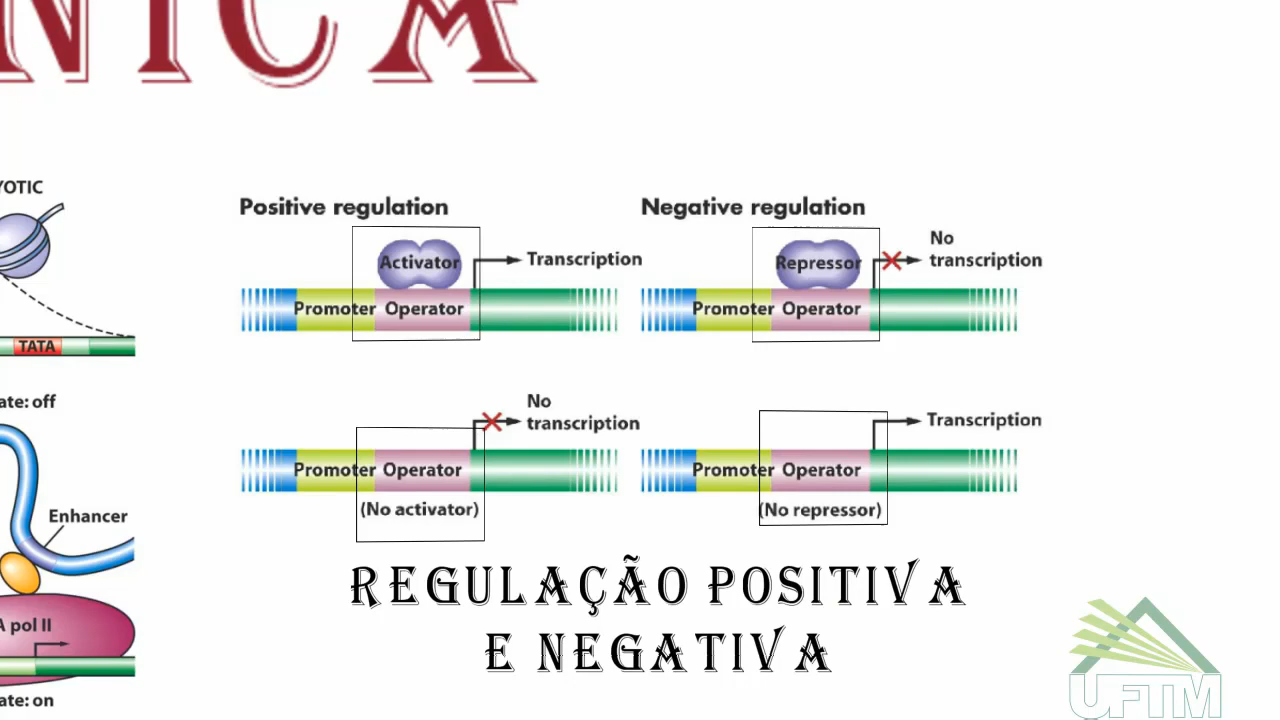 NICA
YOTIC
TATA
ate: off
Enhancer
A pol II
ate: on
Positive regulation
Activator
Transcription
Promoter Operator
No
transcription
Promoter Operator
(No activator)
Negative regulation
Repressor
No
transcription
Promoter Operator
Transcription
Promoter Operator
(No repressor)
REGULAÇÃO POSITIVA
E NEGATIVA
UFTM